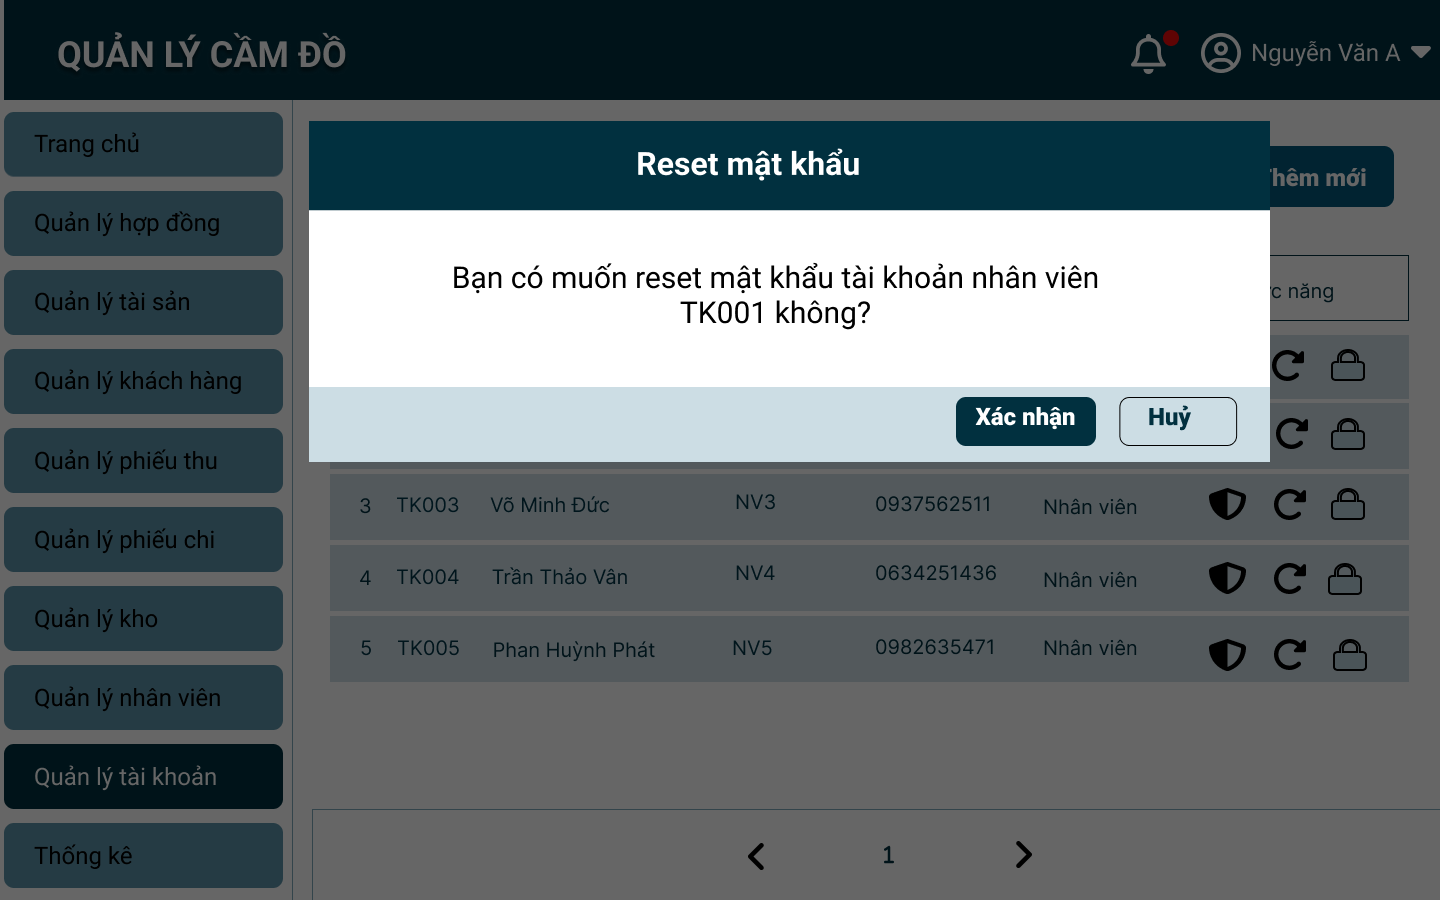 QUẢN LÝ CẦM ĐỒ
Nguyễn Văn A
Trang chủ
Quản lý hợp đồng
Quản lý tài sản
Quản lý khách hàng
Quản lý phiếu thu
Quản lý phiếu chi
Quản lý kho
Quản lý nhân viên
Quản lý tài khoản
Thống kê
Reset mật khẩu
Bạn có muốn reset mật khẩu tài khoản nhân viên
TK001 không?
Xác nhận Huỷ
hêm mới
năng
3 TK003 Võ Minh Đức NV3 0937562511 Nhân viên
4 TK004 Trần Thảo Vân NV4 0634251436 Nhân viên
5 TK005 Phan Huỳnh Phát NV5 0982635471 Nhân viên
1